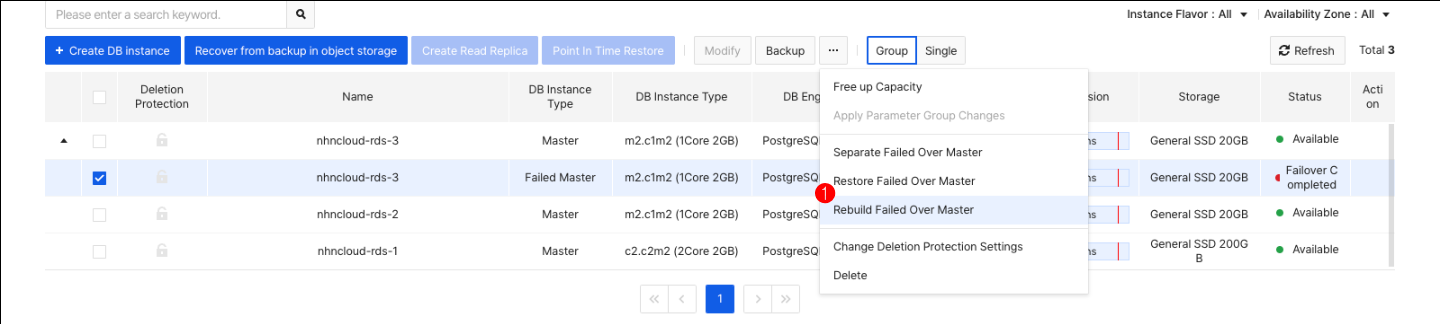 Please enter a search keyword.
Instance Flavor : All
Availability Zone : All
+ Create DB instance
Recover from backup in object storage
Create Read Replica
Point In Time Restore
Modify
Backup
...
Group
Single
Refresh
Total 3
Deletion
Protection
Name
DB Instance
Type
DB Instance Type
DB Eng
sion
Storage
Status
Acti
on
nhncloud-rds-3
Master
m2.c1m2 (1Core 2GB)
PostgreSQ
ns
General SSD 20GB
Available
nhncloud-rds-3
Failed Master
m2.c1m2 (1Core 2GB)
PostgreSQ
ns
General SSD 20GB
Failover C
ompleted
nhncloud-rds-2
Master
m2.c1m2 (1Core 2GB)
PostgreSQ
ns
General SSD 20GB
Available
nhncloud-rds-1
Master
c2.c2m2 (2Core 2GB)
PostgreSQ
ns
General SSD 200G
B
Available
Free up Capacity
Apply Parameter Group Changes
Separate Failed Over Master
Restore Failed Over Master
1
Rebuild Failed Over Master
Change Deletion Protection Settings
Delete
1